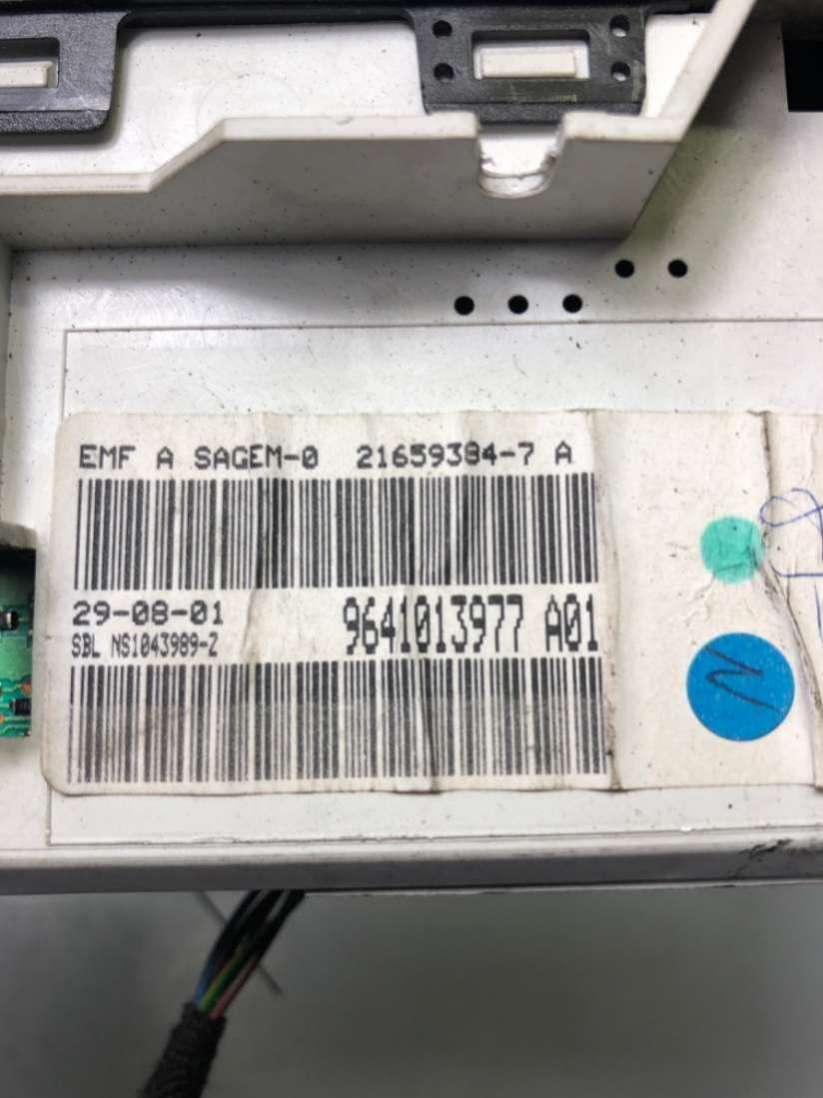 EMF A SAGEM-0 21659384-7 A
29-08-01
9641013977 A01
SBL NS1043989-Z